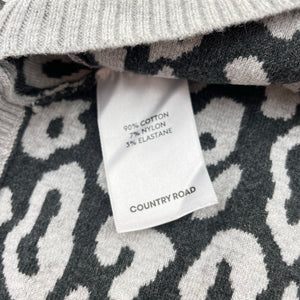 90% COTTON
7% NYLON
3% ELASTANE
COUNTRY ROAD